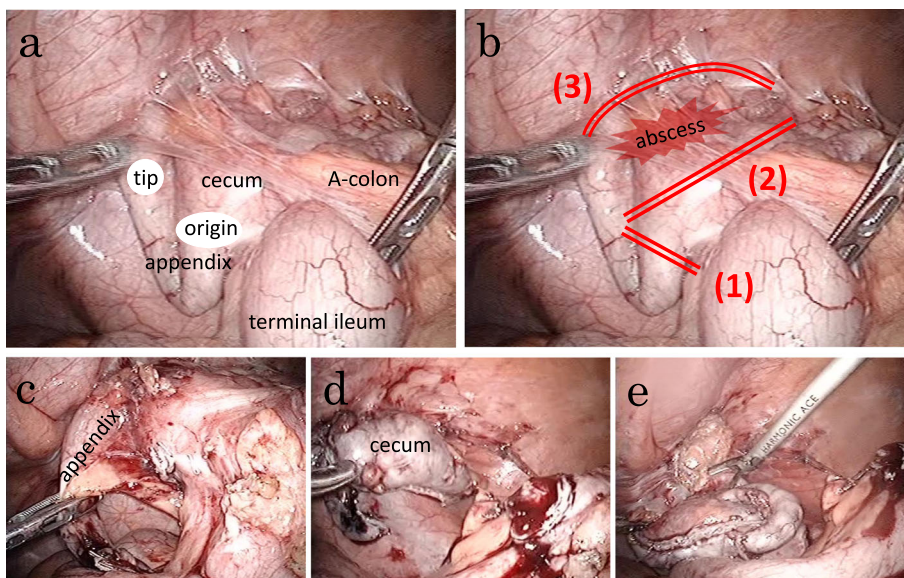 a
tip
cecum
A-colon
origin
appendix
terminal ileum
b
(3)
abscess
(2)
(1)
c
appendix
d
cecum
e
HARMONIC ACE